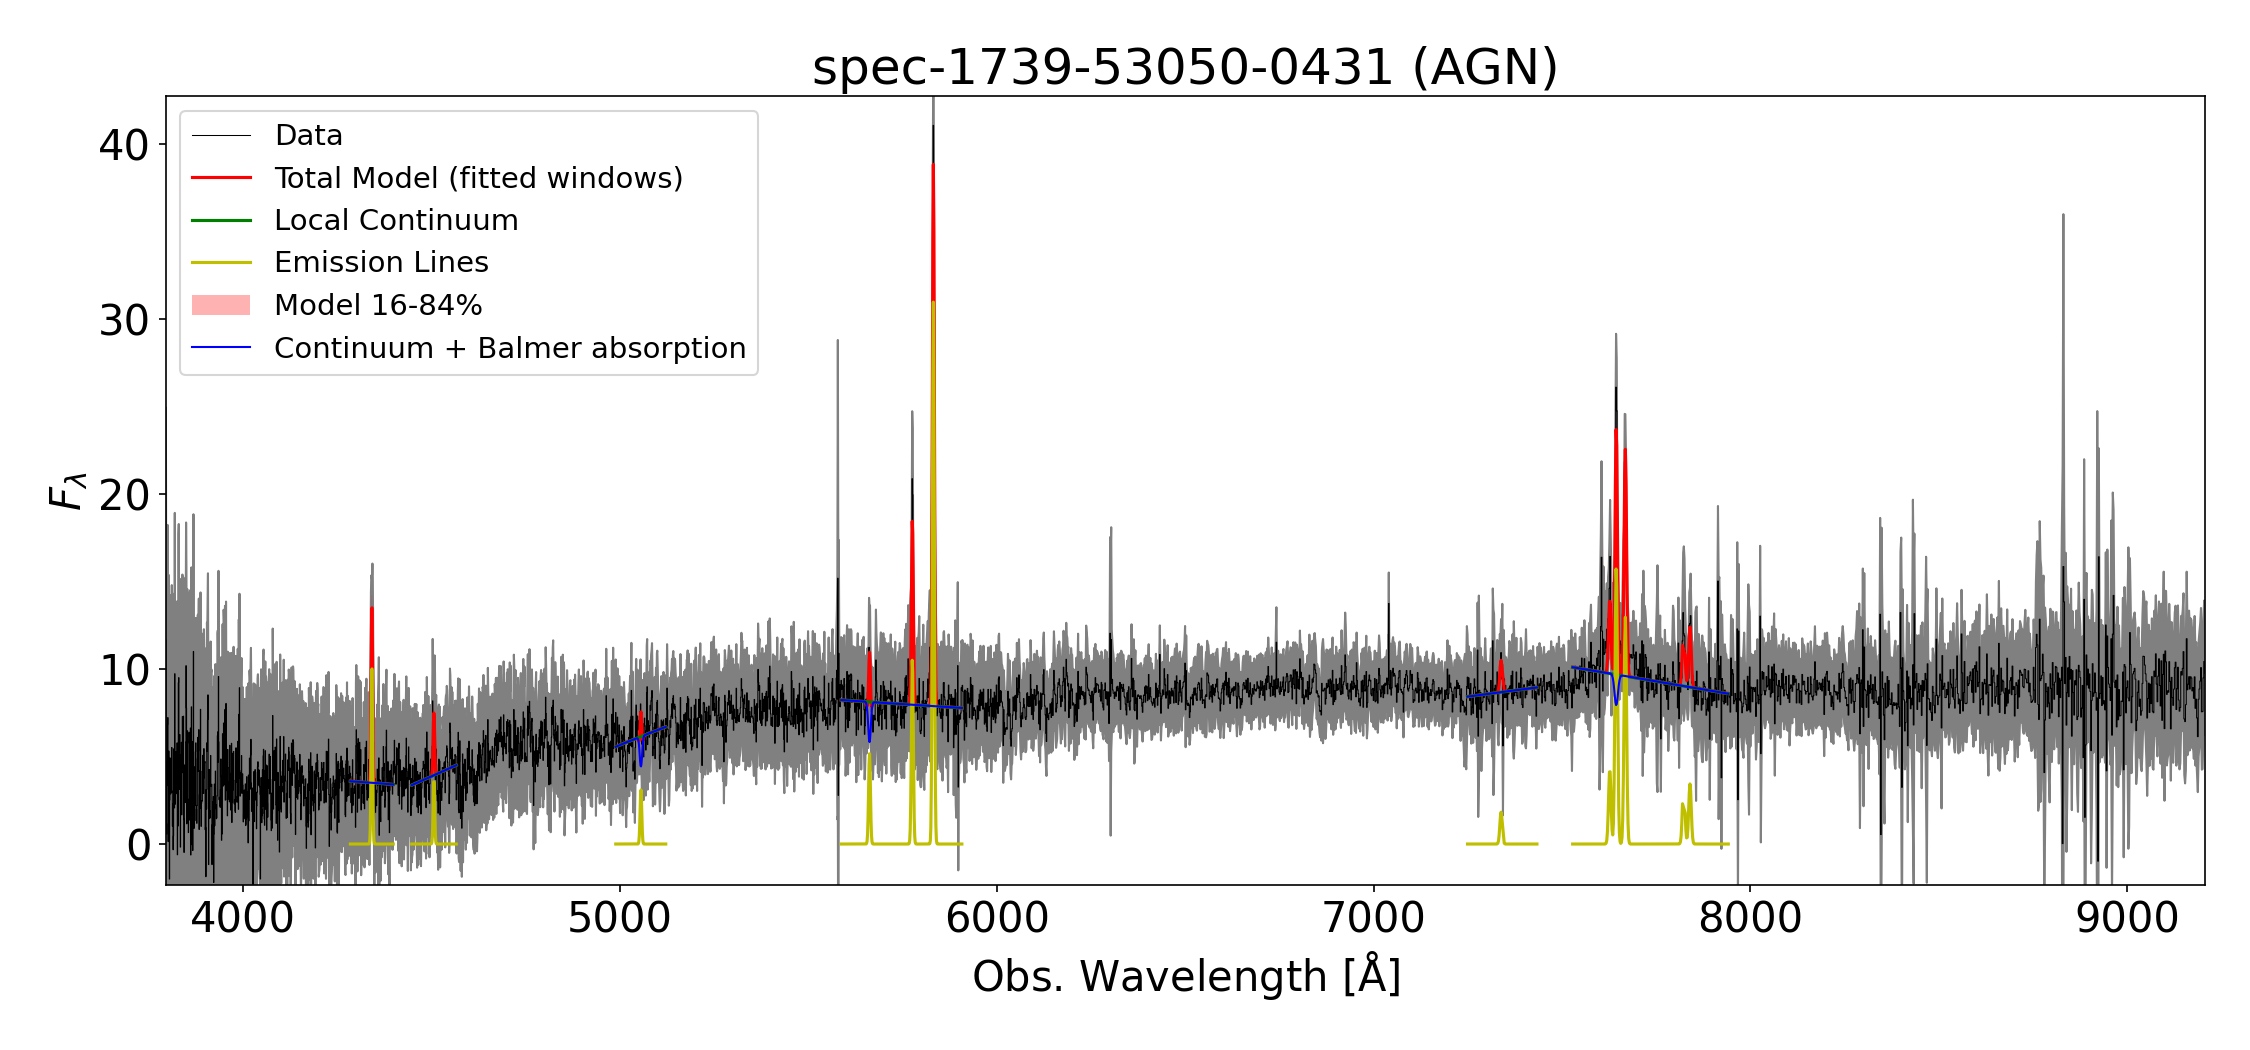 spec-1739-53050-0431 (AGN)
Data
Total Model (fitted windows)
Local Continuum
Emission Lines
Model 16-84%
Continuum + Balmer absorption
40
30
20
10
0
Fλ
4000 5000 6000 7000 8000 9000
Obs. Wavelength [Å]